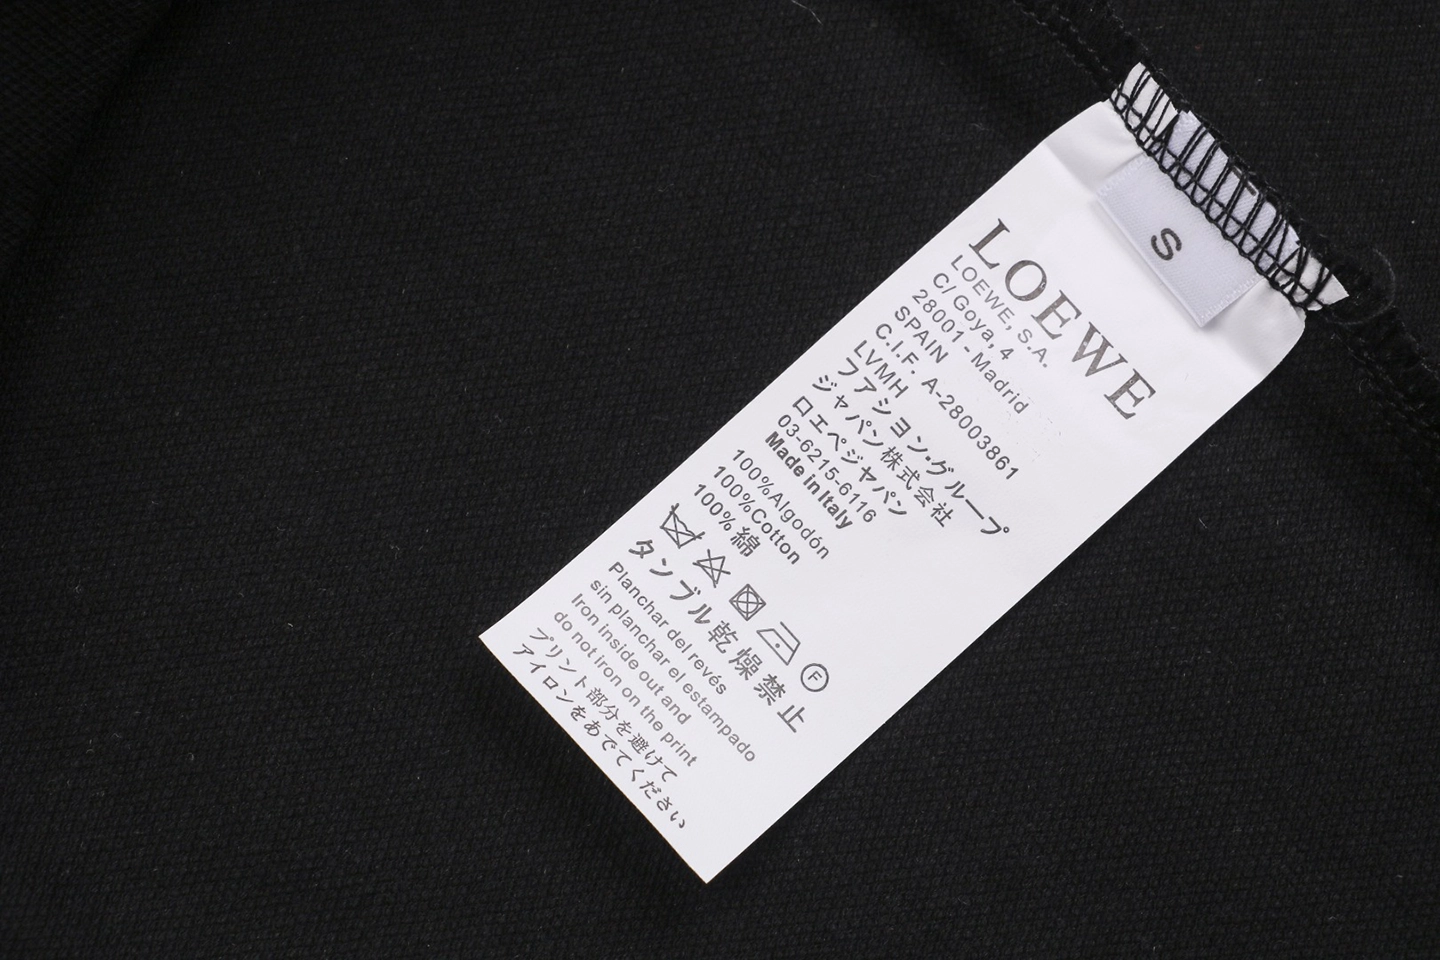 S
LOEWE
LOEWE, S.A.
C/ Goya, 4
28001 - Madrid
SPAIN
C.I.F. A-28003861
LVMH
ファシヨン・グループ
ジャパン株式会社
ロエベジャパン
03-6215-6116
Made in Italy
100%Algodón
100%Cotton
100% 綿
F
タンブル乾燥禁止
Planchar del revés
sin planchar el estampado
Iron inside out and
do not iron on the print
プリント部分を避けて
アイロンをあででください